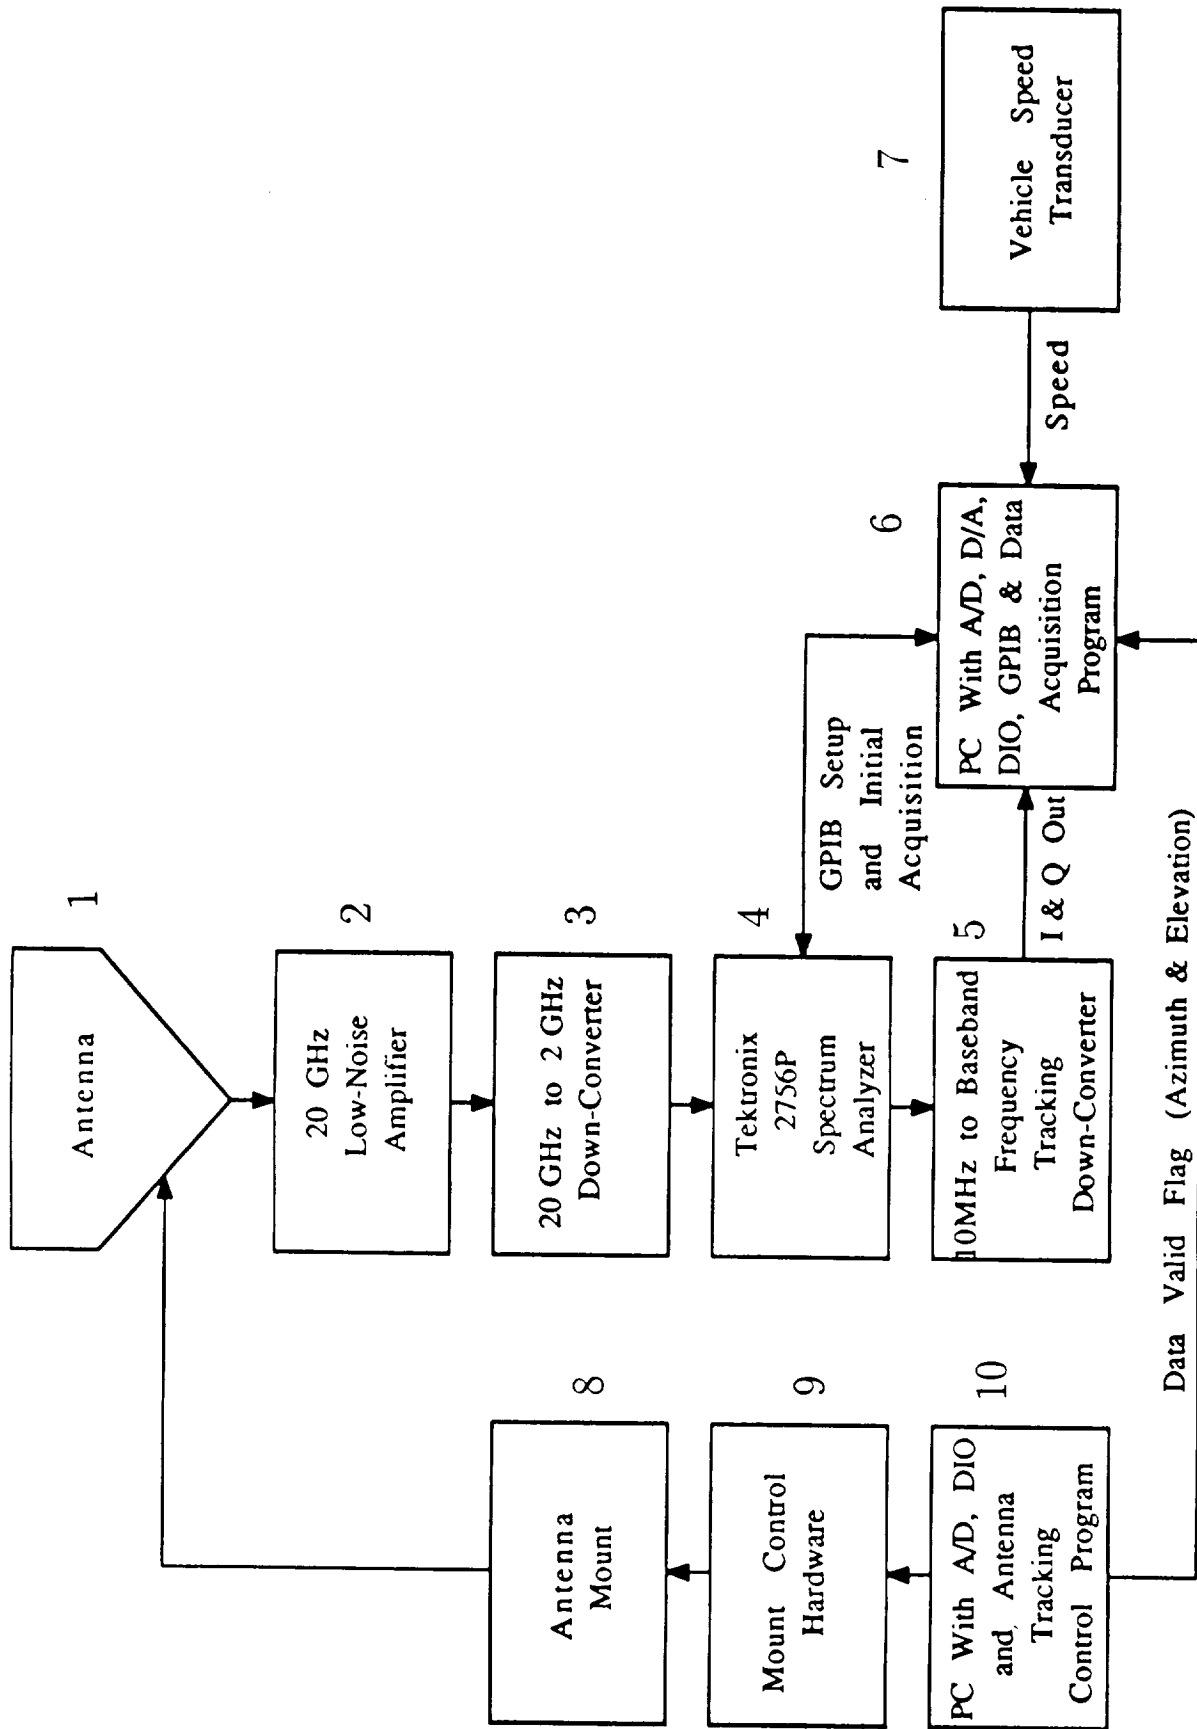 Antenna
1
20 GHz
Low-Noise
Amplifier
2
20 GHz to 2 GHz
Down-Converter
3
Tektronix
2756P
Spectrum
Analyzer
4
10MHz to Baseband
Frequency
Tracking
Down-Converter
5
I & Q Out
GPIB Setup
and Initial
Acquisition
PC With A/D, D/A,
DIO, GPIB & Data
Acquisition
Program
6
Speed
Vehicle Speed
Transducer
7
Antenna
Mount
8
Mount Control
Hardware
9
PC With A/D, DIO
and, Antenna
Tracking
Control Program
10
Data Valid Flag (Azimuth & Elevation)